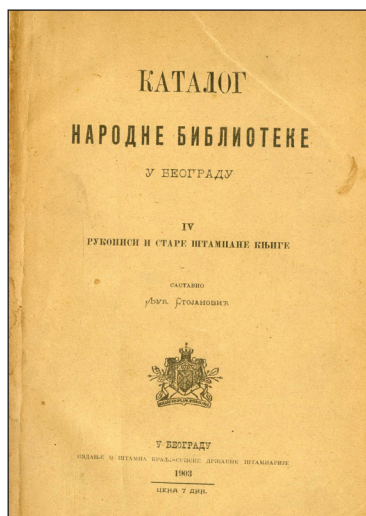 КАТАЛОГ
НАРОДНЕ БИБЛИОТЕКЕ
У БЕОГРАДУ
IV
РУКОПИСИ И СТАРЕ ШТАМПАНЕ КЊИГЕ
САСТАВИО
ЉУБ. СТОЈАНОВИЋ
У БЕОГРАДУ
ИЗДАЊЕ И ШТАМПА КРАЉ.-СРПСКЕ ДРЖАВНЕ ШТАМПАРИЈЕ
1903
ЦЕНА 7 ДИН.